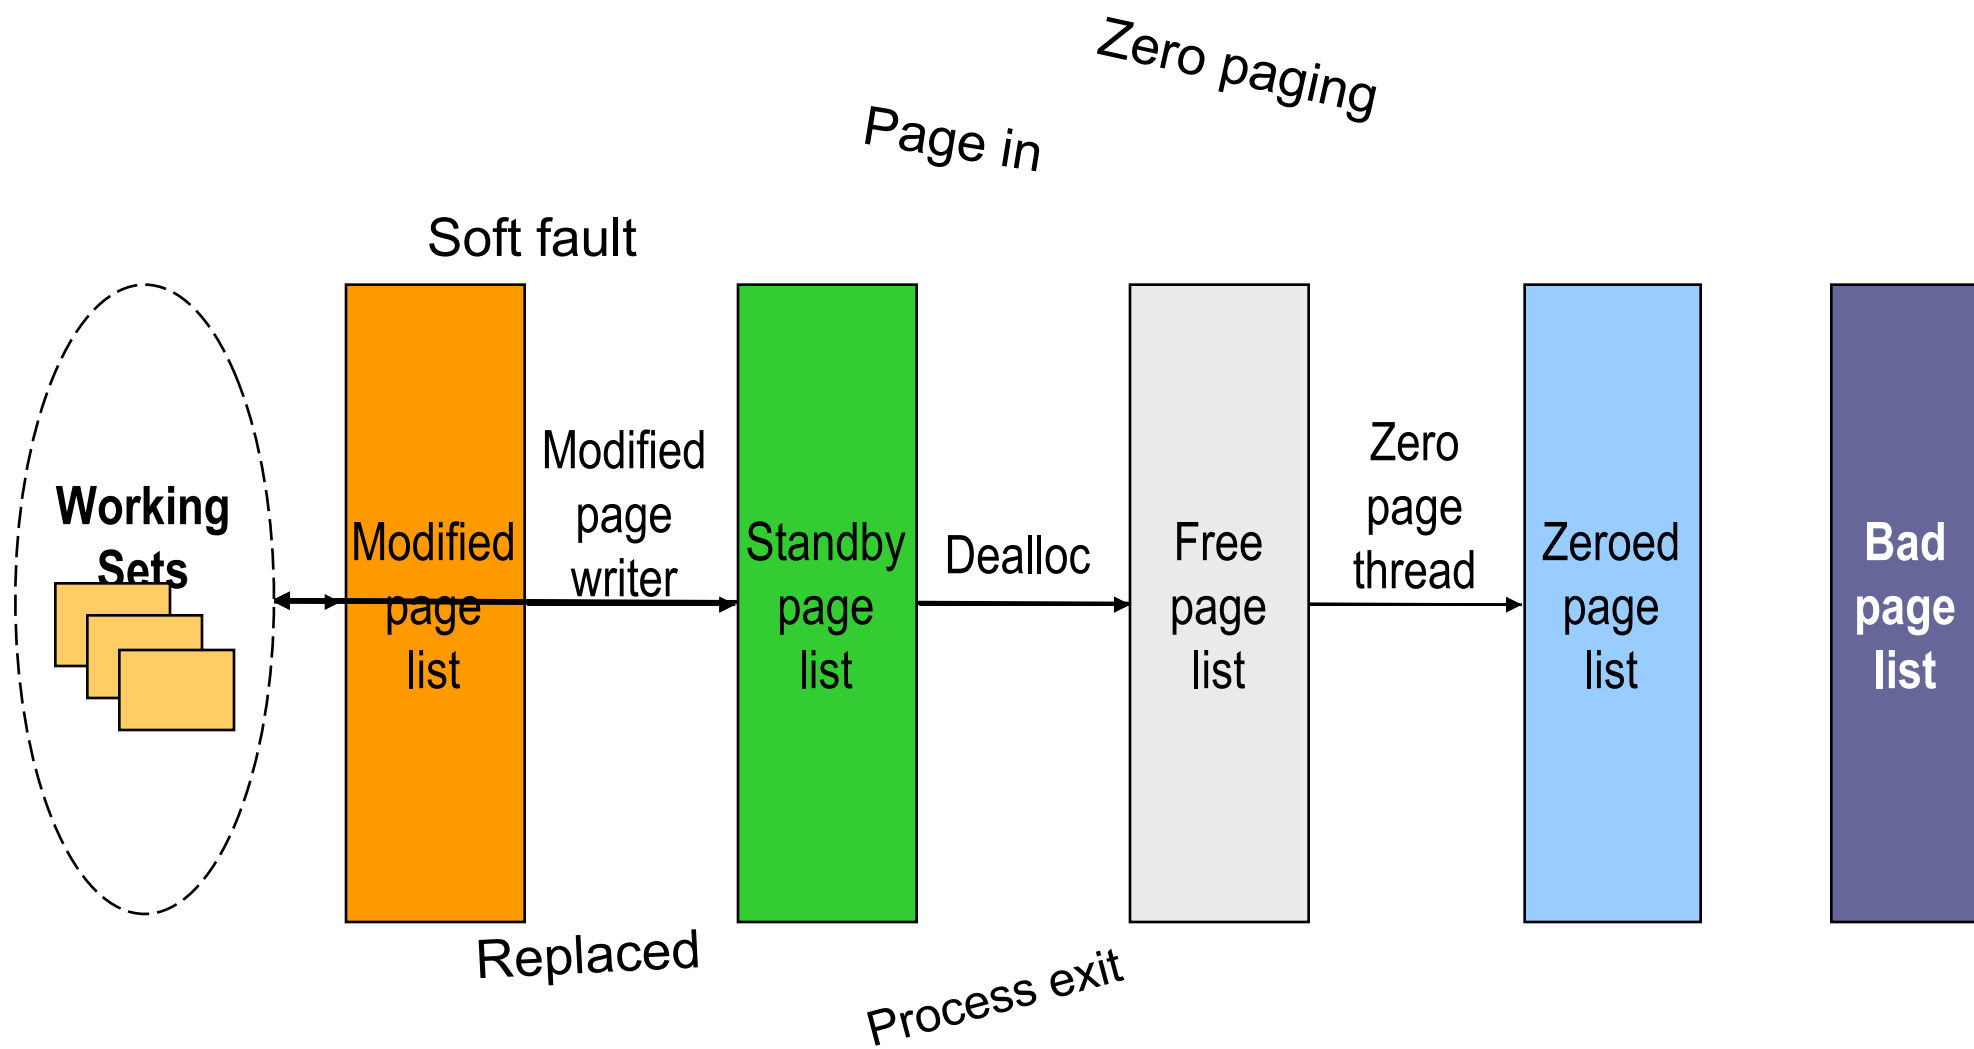 Zero paging
Page in
Soft fault
Working
Sets
Modified
page
list
Modified
page
writer
Standby
page
list
Dealloc
Free
page
list
Zero
page
thread
Zeroed
page
list
Bad
page
list
Replaced
Process exit